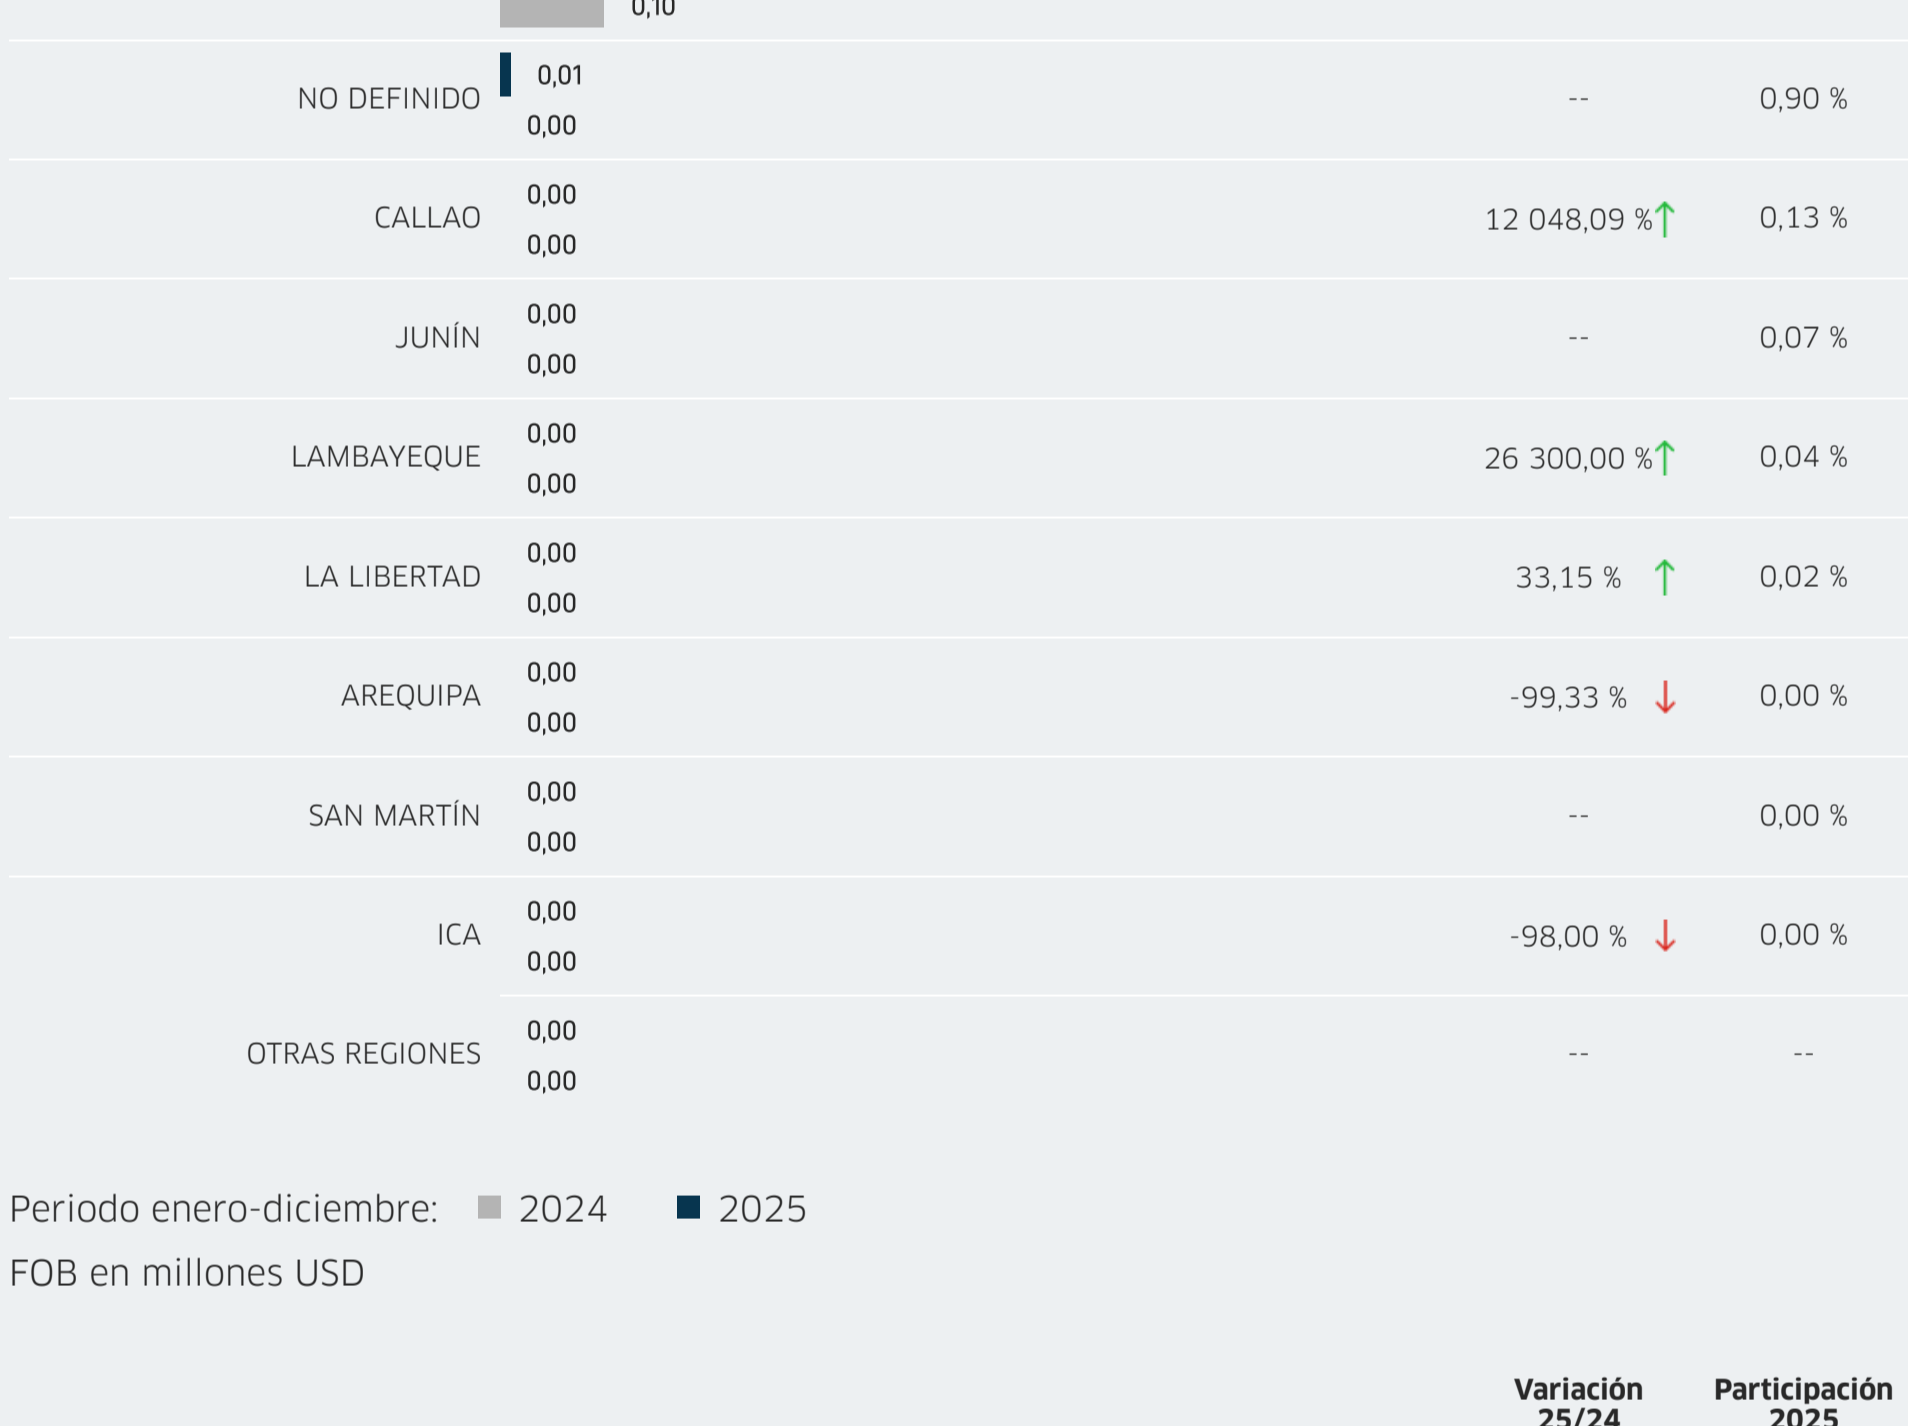 0,10
0,01
NO DEFINIDO -- 0,90 %
0,00
0,00
CALLAO 12 048,09 % ↑ 0,13 %
0,00
0,00
JUNÍN -- 0,07 %
0,00
0,00
LAMBAYEQUE 26 300,00 % ↑ 0,04 %
0,00
0,00
LA LIBERTAD 33,15 % ↑ 0,02 %
0,00
0,00
AREQUIPA -99,33 % ↓ 0,00 %
0,00
0,00
SAN MARTÍN -- 0,00 %
0,00
0,00
ICA -98,00 % ↓ 0,00 %
0,00
0,00
OTRAS REGIONES -- --
0,00
Periodo enero-diciembre: 2024 2025
FOB en millones USD
Variación Participación
25/24 2025